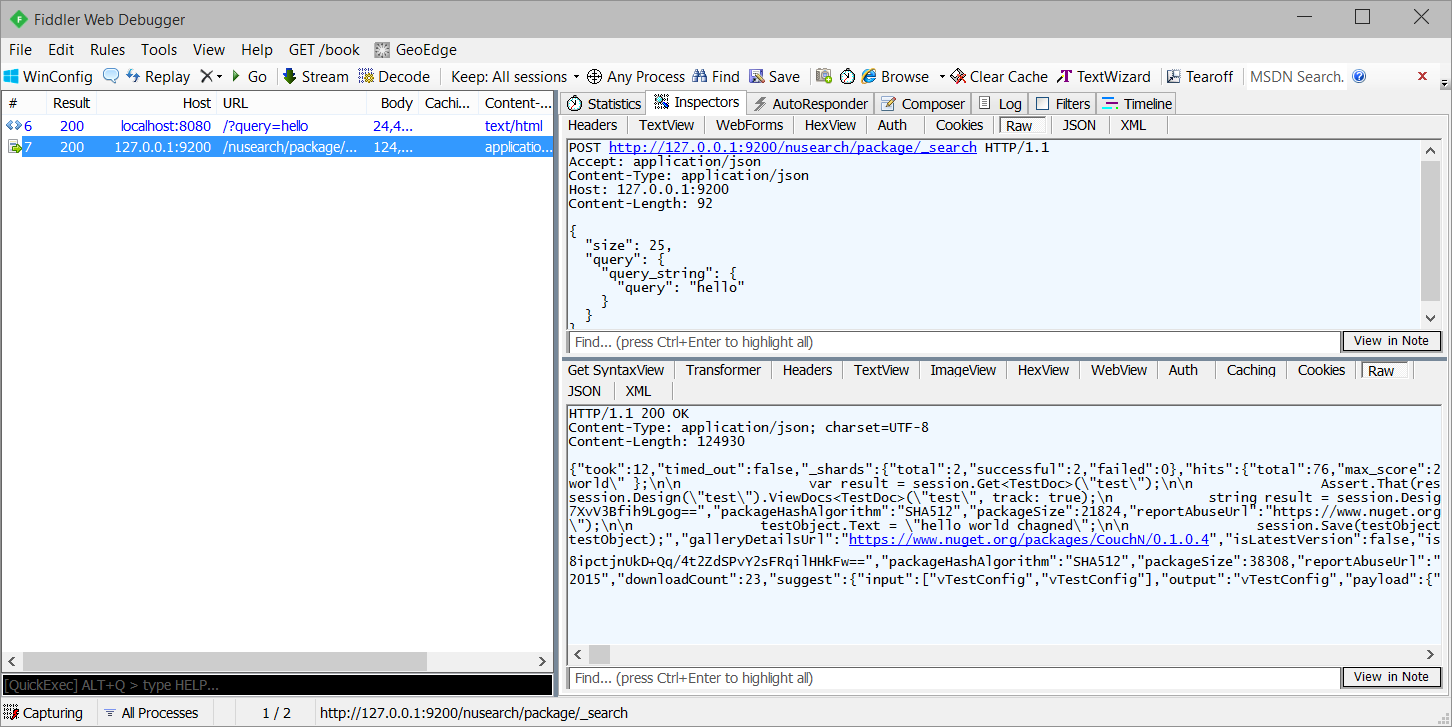 Fiddler Web Debugger
File Edit Rules Tools View Help GET /book GeoEdge
WinConfig Replay Go Stream Decode Keep: All sessions Any Process Find Save Browse Clear Cache TextWizard Tearoff MSDN Search.
# Result Host URL Body Cachi... Content-...
6 200 localhost:8080 /?query=hello 24,4... text/html
7 200 127.0.0.1:9200 /nusearch/package/... 124,... applicatio...
[QuickExec] ALT+Q > type HELP...
Statistics Inspectors AutoResponder Composer Log Filters Timeline
Headers TextView WebForms HexView Auth Cookies Raw JSON XML
POST http://127.0.0.1:9200/nusearch/package/_search HTTP/1.1
Accept: application/json
Content-Type: application/json
Host: 127.0.0.1:9200
Content-Length: 92
{
"size": 25,
"query": {
"query_string": {
"query": "hello"
}
}
Find... (press Ctrl+Enter to highlight all) View in Note
Get SyntaxView Transformer Headers TextView ImageView HexView WebView Auth Caching Cookies Raw
JSON XML
HTTP/1.1 200 OK
Content-Type: application/json; charset=UTF-8
Content-Length: 124930
{"took":12,"timed_out":false,"_shards":{"total":2,"successful":2,"failed":0},"hits":{"total":76,"max_score":2
world\" };\n\n var result = session.Get<TestDoc>(\"test\");\n\n Assert.That(res
session.Design(\"test\").ViewDocs<TestDoc>(\"test\", track: true);\n string result = session.Desig
7XvV3Bfih9Lgog==","packageHashAlgorithm":"SHA512","packageSize":21824,"reportAbuseUrl":"https://www.nuget.org
\");\n\n testObject.Text = \"hello world chagned\";\n\n session.Save(testObject
testObject);","galleryDetailsUrl":"https://www.nuget.org/packages/CouchN/0.1.0.4","isLatestVersion":false,"is
8ipctjnUkD+Qq/4t2ZdSPvY2sFRqilHHkFw==","packageHashAlgorithm":"SHA512","packageSize":38308,"reportAbuseUrl":"
2015","downloadCount":23,"suggest":{"input":["vTestConfig","vTestConfig"],"output":"vTestConfig","payload":{"
Find... (press Ctrl+Enter to highlight all) View in Note
Capturing All Processes 1 / 2 http://127.0.0.1:9200/nusearch/package/_search